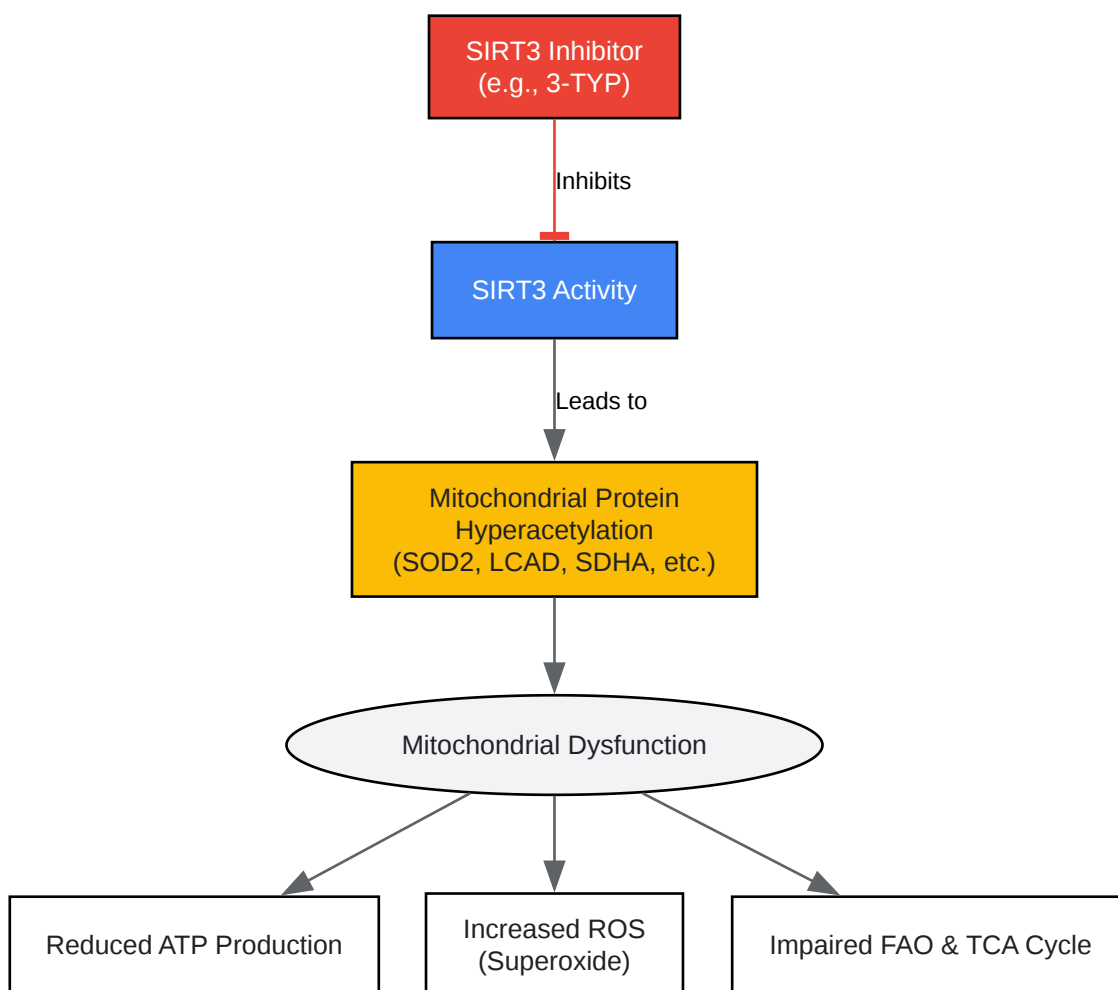 SIRT3 Inhibitor
(e.g., 3-TYP)
Inhibits
SIRT3 Activity
Leads to
Mitochondrial Protein
Hyperacetylation
(SOD2, LCAD, SDHA, etc.)
Mitochondrial Dysfunction
Reduced ATP Production
Increased ROS
(Superoxide)
Impaired FAO & TCA Cycle